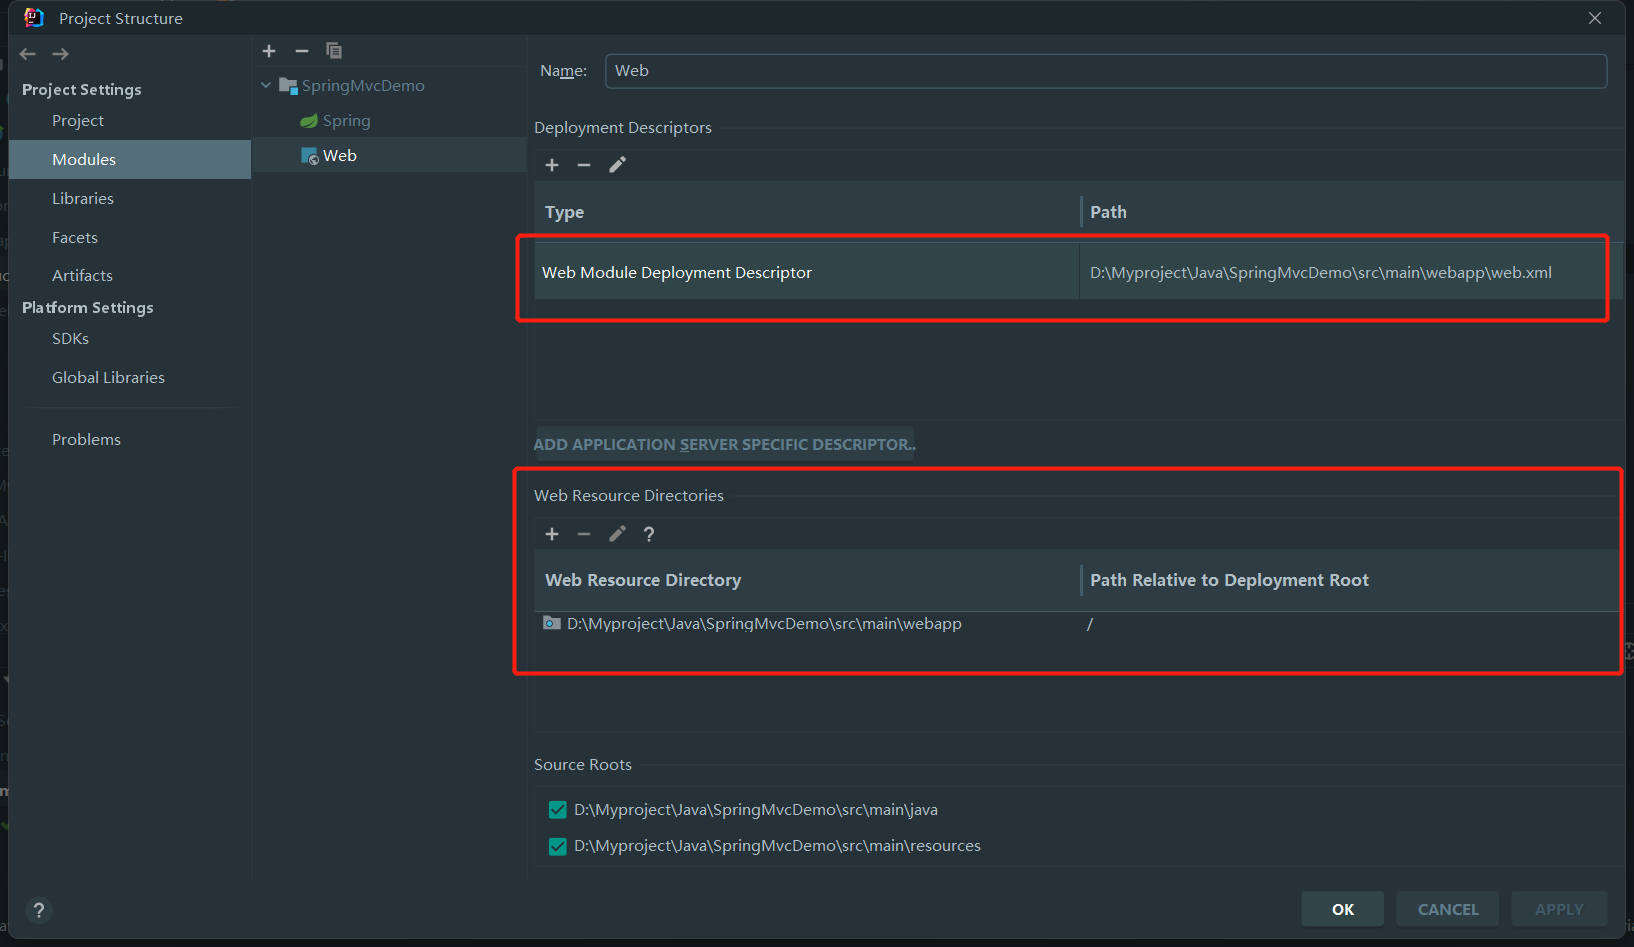 Project Structure
Project Settings
Project
Modules
Libraries
Facets
Artifacts
Platform Settings
SDKs
Global Libraries
Problems
SpringMvcDemo
Spring
Web
Name: Web
Deployment Descriptors
Type Path
Web Module Deployment Descriptor D:\Myproject\Java\SpringMvcDemo\src\main\webapp\web.xml
ADD APPLICATION SERVER SPECIFIC DESCRIPTOR..
Web Resource Directories
?
Web Resource Directory Path Relative to Deployment Root
D:\Myproject\Java\SpringMvcDemo\src\main\webapp /
Source Roots
D:\Myproject\Java\SpringMvcDemo\src\main\java
D:\Myproject\Java\SpringMvcDemo\src\main\resources
?
OK CANCEL APPLY